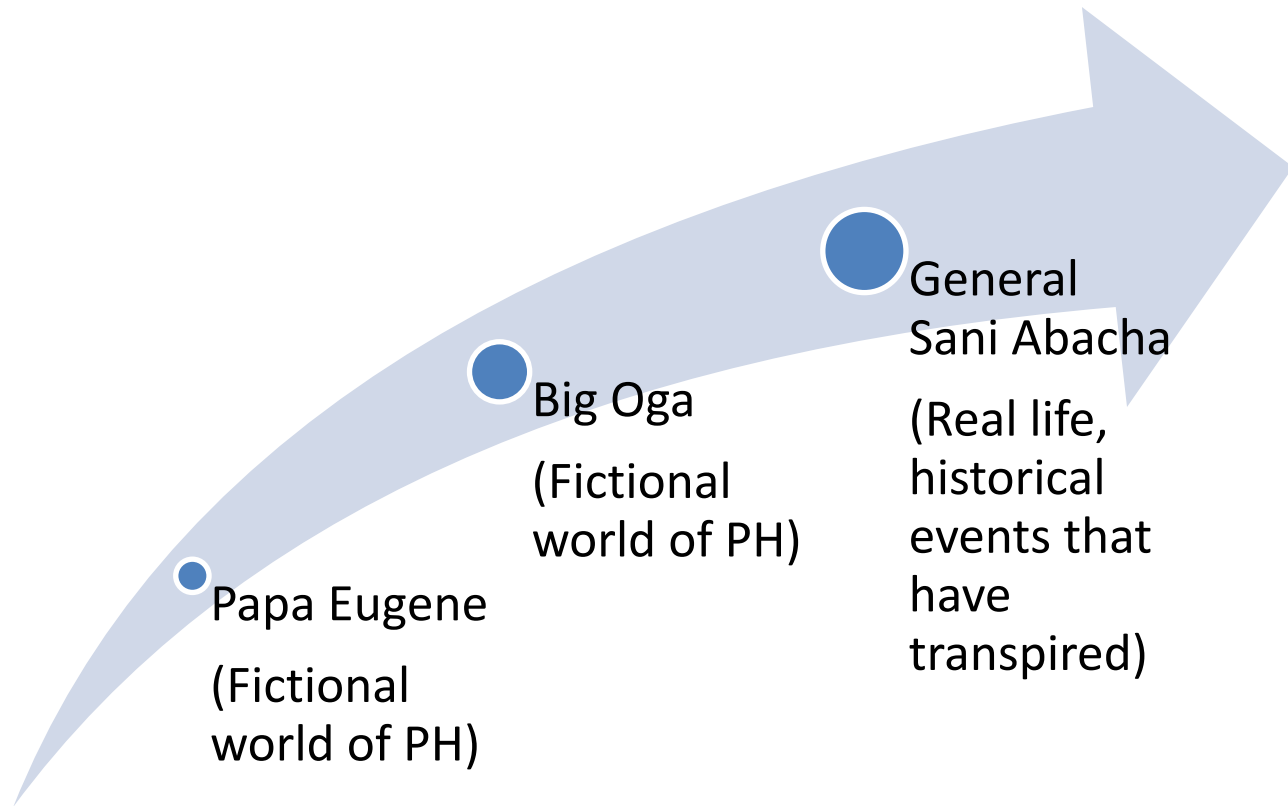 Papa Eugene
(Fictional
world of PH)
Big Oga
(Fictional
world of PH)
General
Sani Abacha
(Real life,
historical
events that
have
transpired)